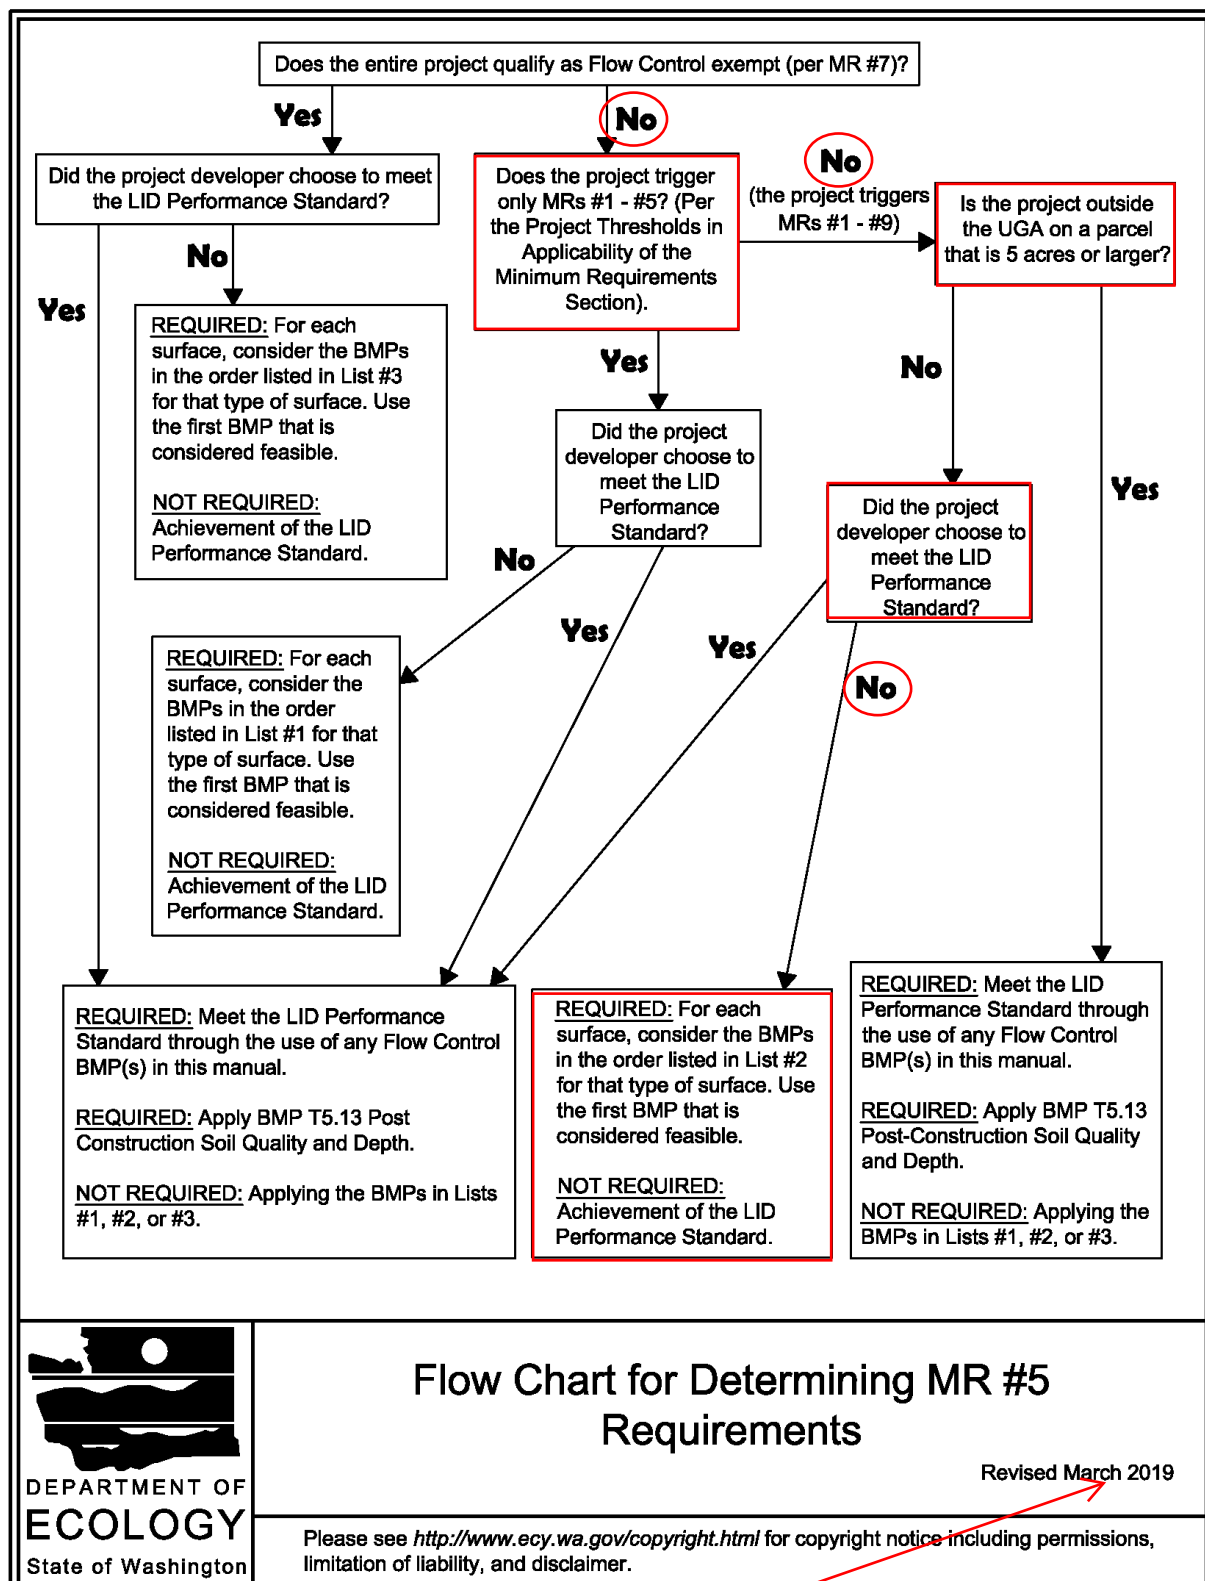 Does the entire project qualify as Flow Control exempt (per MR #7)?
Yes
No
Did the project developer choose to meet
the LID Performance Standard?
Does the project trigger
only MRs #1 - #5? (Per
the Project Thresholds in
Applicability of the
Minimum Requirements
Section).
No
(the project triggers
MRs #1 - #9)
Is the project outside
the UGA on a parcel
that is 5 acres or larger?
No
Yes
REQUIRED: For each
surface, consider the BMPs
in the order listed in List #3
for that type of surface. Use
the first BMP that is
considered feasible.
NOT REQUIRED:
Achievement of the LID
Performance Standard.
Yes
Did the project
developer choose to
meet the LID
Performance
Standard?
No
Did the project
developer choose to
meet the LID
Performance
Standard?
Yes
No
Yes
Yes
No
REQUIRED: For each
surface, consider the
BMPs in the order
listed in List #1 for that
type of surface. Use
the first BMP that is
considered feasible.
NOT REQUIRED:
Achievement of the LID
Performance Standard.
REQUIRED: Meet the LID Performance
Standard through the use of any Flow Control
BMP(s) in this manual.
REQUIRED: Apply BMP T5.13 Post
Construction Soil Quality and Depth.
NOT REQUIRED: Applying the BMPs in Lists
#1, #2, or #3.
REQUIRED: For each
surface, consider the BMPs
in the order listed in List #2
for that type of surface. Use
the first BMP that is
considered feasible.
NOT REQUIRED:
Achievement of the LID
Performance Standard.
REQUIRED: Meet the LID
Performance Standard through
the use of any Flow Control
BMP(s) in this manual.
REQUIRED: Apply BMP T5.13
Post-Construction Soil Quality
and Depth.
NOT REQUIRED: Applying the
BMPs in Lists #1, #2, or #3.
DEPARTMENT OF
ECOLOGY
State of Washington
Flow Chart for Determining MR #5
Requirements
Revised March 2019
Please see http://www.ecy.wa.gov/copyright.html for copyright notice including permissions,
limitation of liability, and disclaimer.